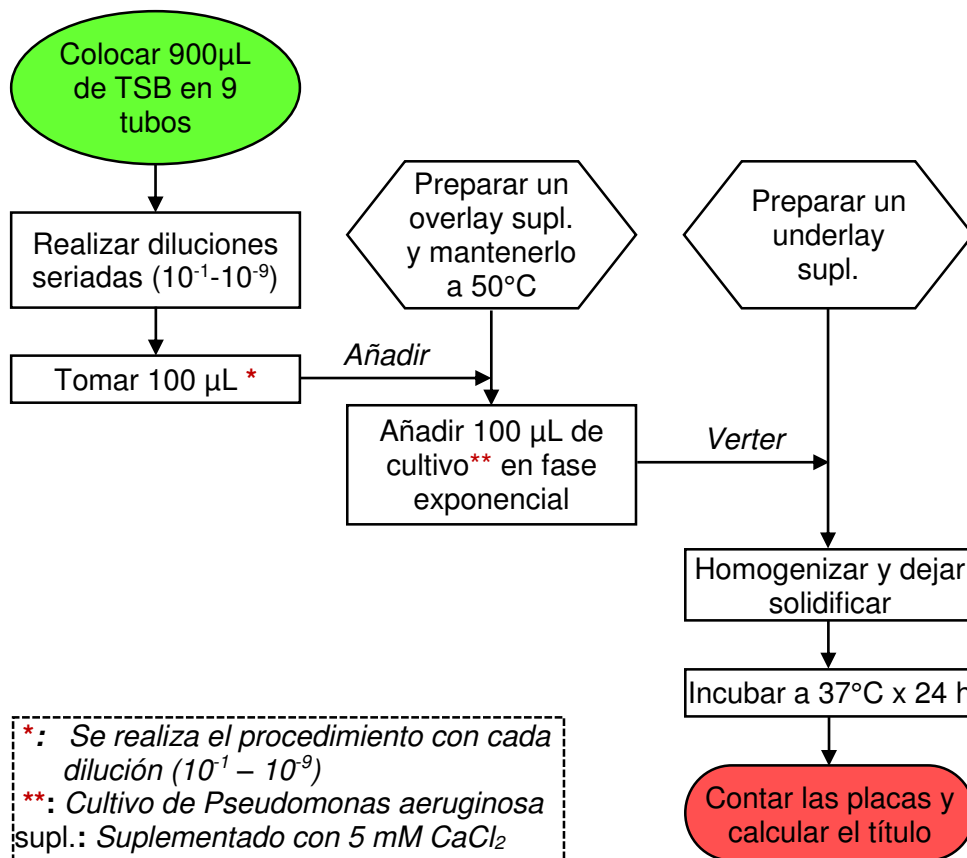 Colocar 900µL
de TSB en 9
tubos
Realizar diluciones
seriadas (10⁻¹-10⁻⁹)
Tomar 100 µL *
Añadir
Preparar un
overlay supl.
y mantenerlo
a 50°C
Añadir 100 µL de
cultivo** en fase
exponencial
Verter
Preparar un
underlay
supl.
Homogenizar y dejar
solidificar
Incubar a 37°C x 24 h
Contar las placas y
calcular el título
*: Se realiza el procedimiento con cada
dilución (10⁻¹ – 10⁻⁹)
**: Cultivo de Pseudomonas aeruginosa
supl.: Suplementado con 5 mM CaCl₂